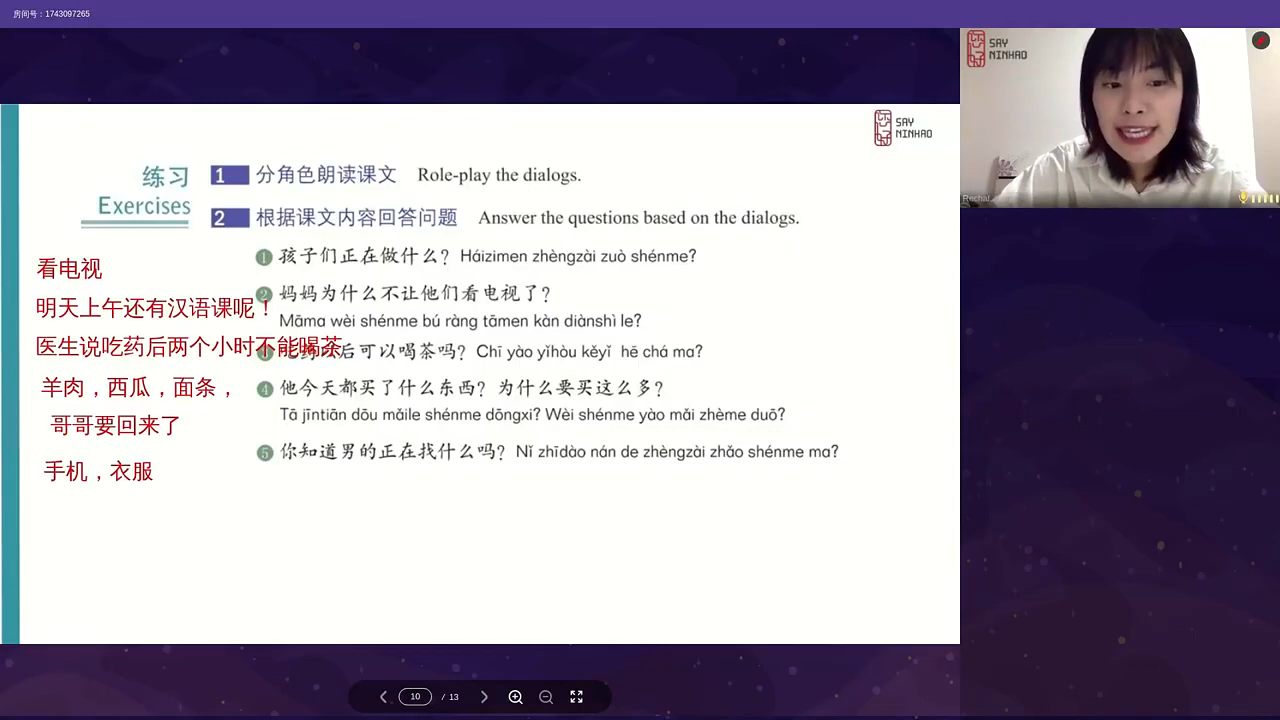 房间号：1743097265
SAY
NINHAO
SAY
NINHAO
练习
Exercises
1 分角色朗读课文 Role-play the dialogs.
2 根据课文内容回答问题 Answer the questions based on the dialogs.
1 孩子们正在做什么？ Háizimen zhèngzài zuò shénme?
看电视
2 妈妈为什么不让他们看电视了？
明天上午还有汉语课呢！
Māma wèi shénme bú ràng tāmen kàn diànshì le?
医生说吃药后两个小时不能喝茶
后可以喝茶吗？ Chī yào yǐhòu kěyǐ hē chá ma?
羊肉，西瓜，面条，
4 他今天都买了什么东西？为什么要买这么多？
Tā jīntiān dōu mǎile shénme dōngxi? Wèi shénme yào mǎi zhème duō?
哥哥要回来了
5 你知道男的正在找什么吗？ Nǐ zhīdào nán de zhèngzài zhǎo shénme ma?
手机，衣服
10 / 13